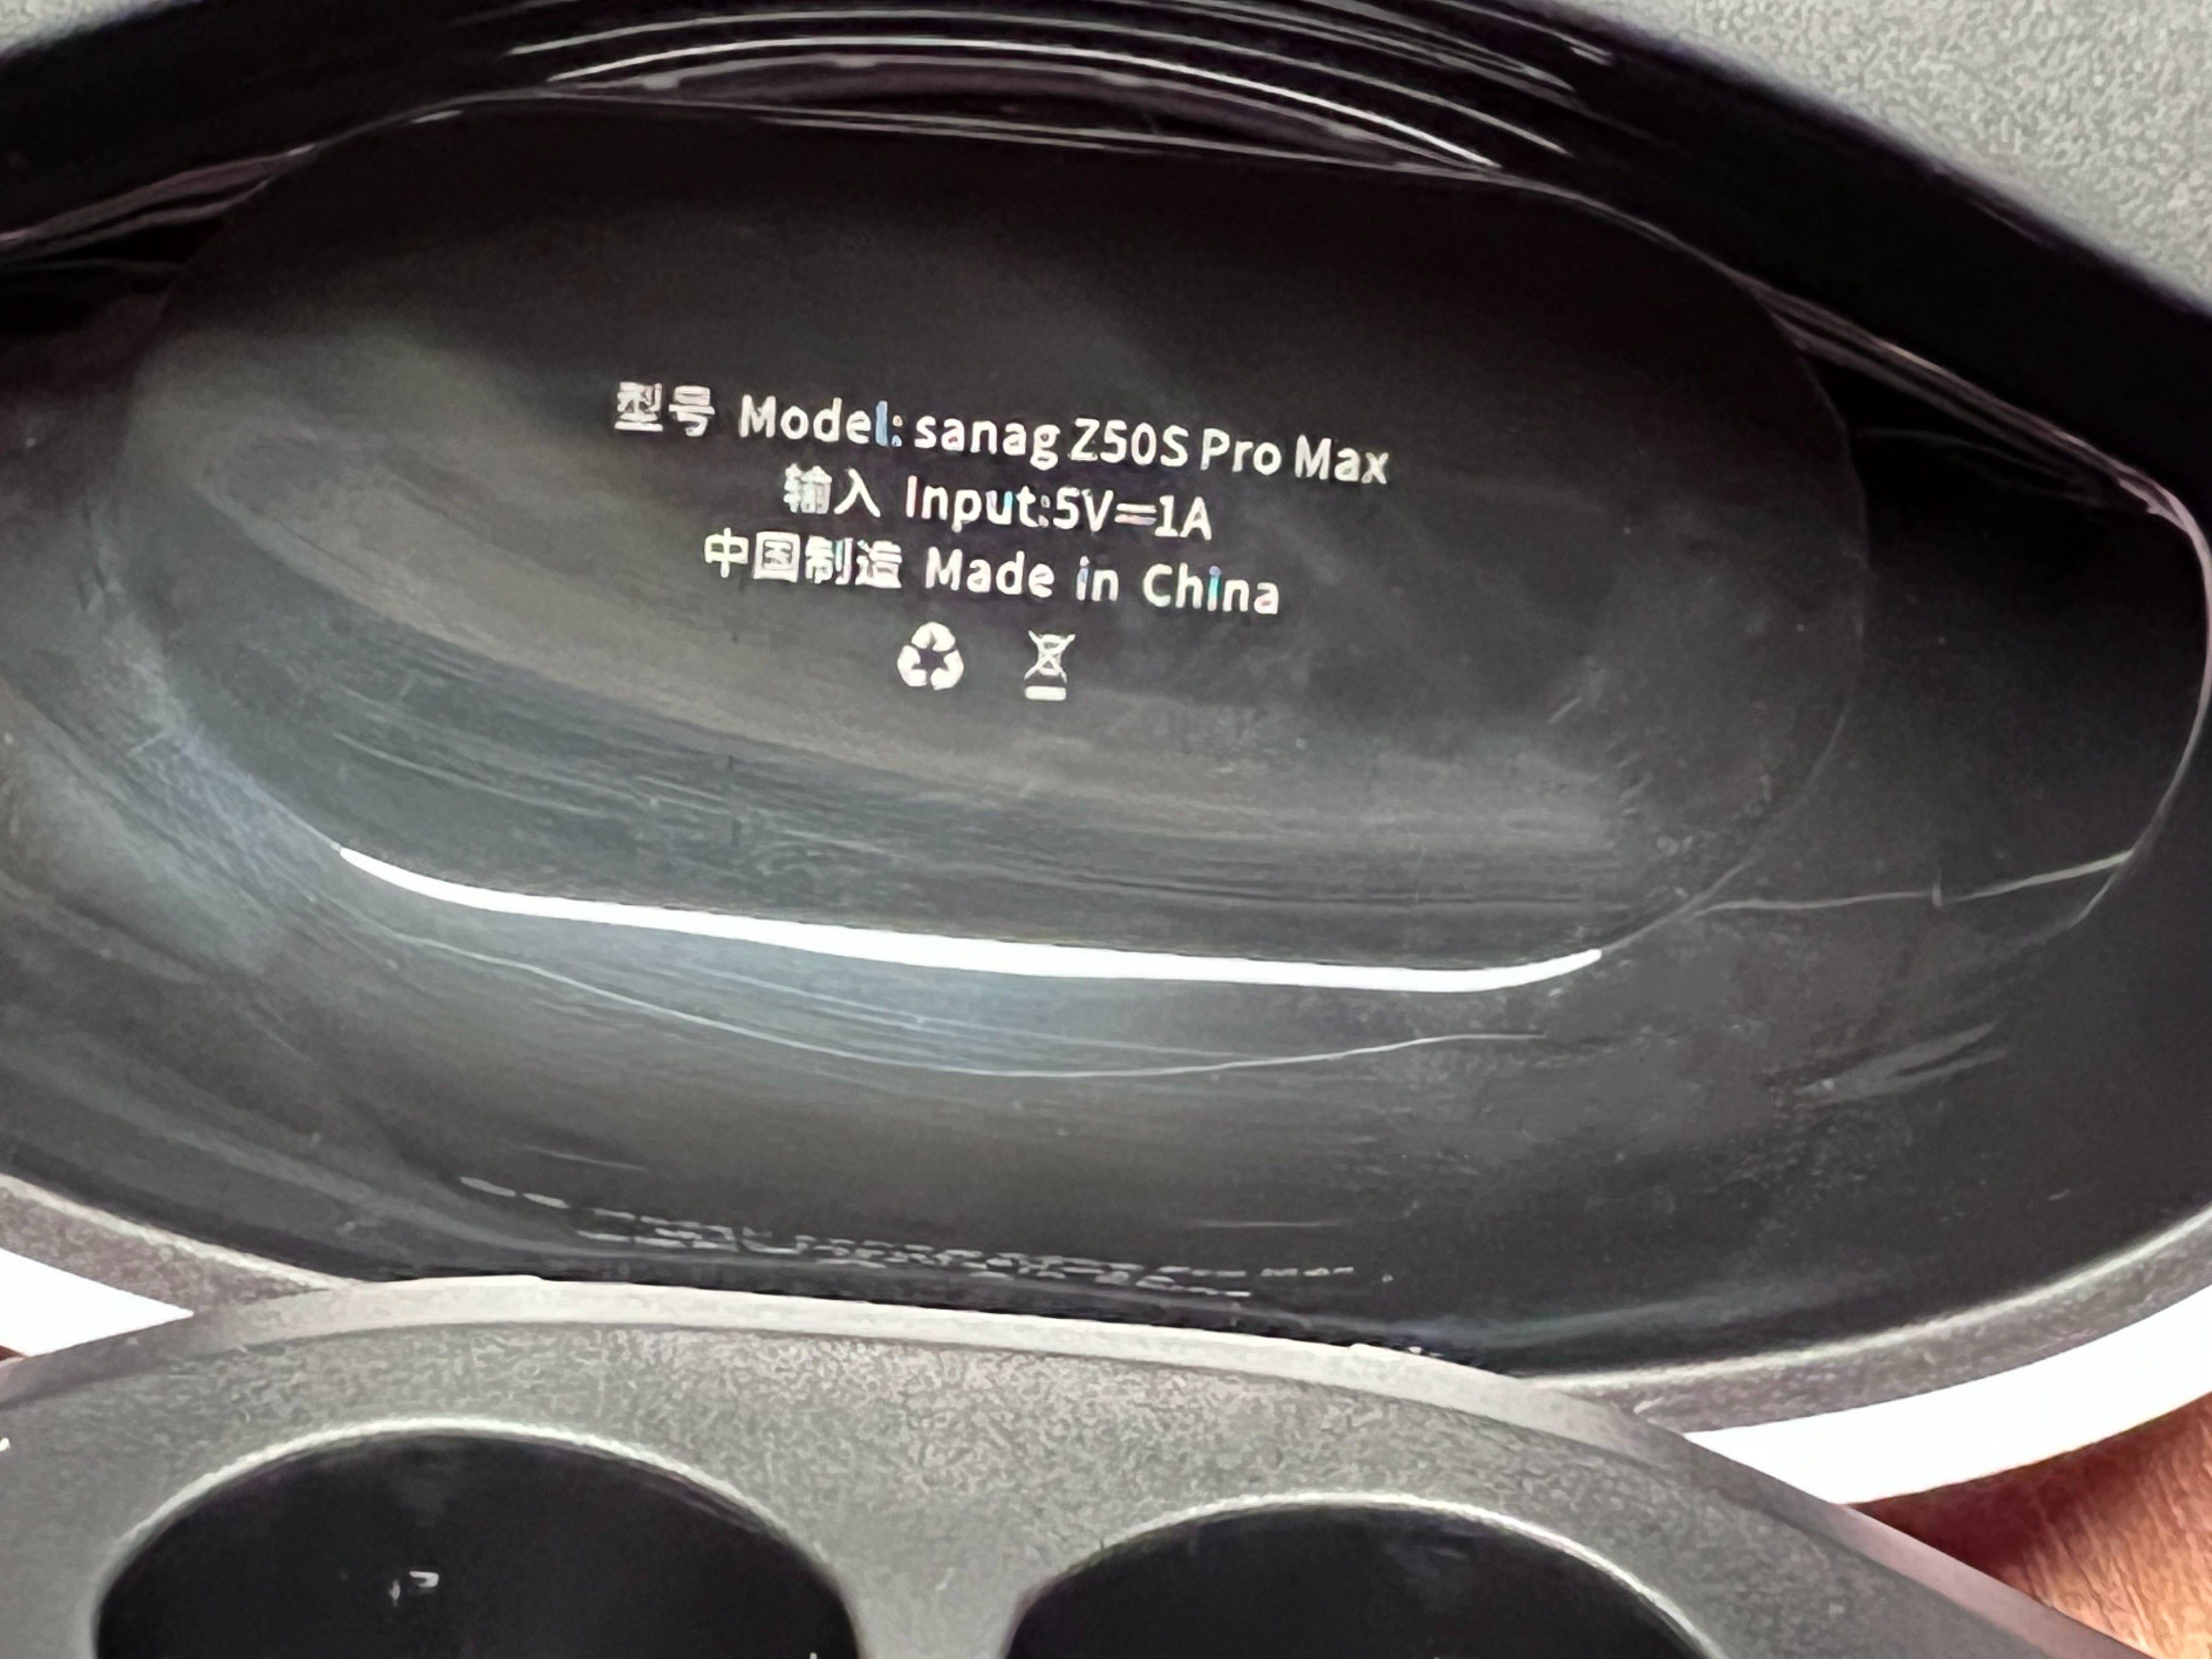 型号 Model: sanag Z50S Pro Max
输入 Input:5V=1A
中国制造 Made in China